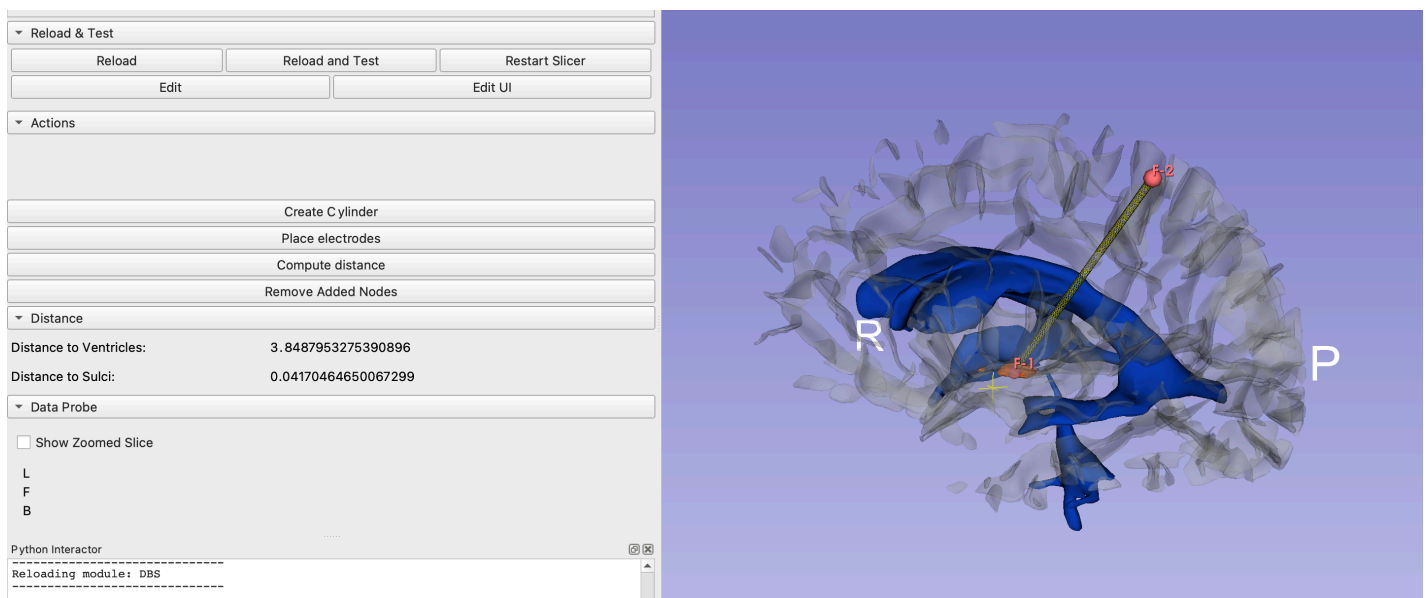 Reload & Test
Reload Reload and Test Restart Slicer
Edit Edit UI
Actions
Create Cylinder
Place electrodes
Compute distance
Remove Added Nodes
Distance
Distance to Ventricles: 3.8487953275390896
Distance to Sulci: 0.04170464650067299
Data Probe
Show Zoomed Slice
L
F
B
Python Interactor
------------------------------
Reloading module: DBS
------------------------------
F-2
R
F-1
P